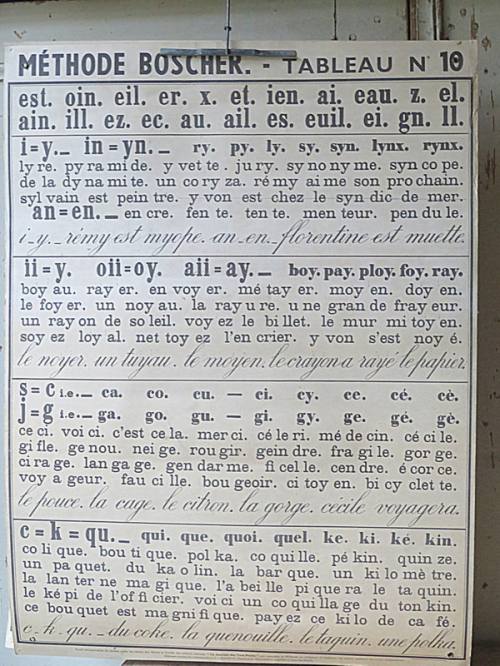 MÉTHODE BOSCHER. - TABLEAU N° 10
est. oin. eil. er. x. et. ien. ai. eau. z. el.
ain. ill. ez. ec. au. ail. es. euil. ei. gn. ll.
i=y._ in=yn._ ry. py. ly. sy. syn. lynx. rynx.
ly re. py ra mi de. y vet te. ju ry. sy no ny me. syn co pe.
de la dy na mi te. un co ry za. ré my ai me son pro chain.
syl vain est pein tre. y von est chez le syn dic de mer.
an=en._ en cre. fen te. ten te. men teur. pen du le.
i_y_rémy est myope. an_en_florentine est muette.
ii=y. oii=oy. aii=ay._ boy. pay. ploy. foy. ray.
boy au. ray er. en voy er. mé tay er. moy en. doy en.
le foy er. un noy au. la ray u re. u ne gran de fray eur.
un ray on de so leil. voy ez le bi llet. le mur mi toy en.
soy ez loy al. net toy ez l'en crier. y von s'est noy é.
le noyer. un tuyau. le moyen. le crayon a rayé le papier.
s=c i.e._ ca. co. cu. — ci. cy. ce. cé. cè.
j=g i.e._ ga. go. gu. — gi. gy. ge. gé. gè.
ce ci. voi ci. c'est ce la. mer ci. cé le ri. mé de cin. cé ci le.
gi fle. ge nou. nei ge. rou gir. gein dre. fra gi le. gor ge.
ci ra ge. lan ga ge. gen dar me. fi cel le. cen dre. é cor ce.
voy a geur. fau ci lle. bou geoir. ci toy en. bi cy clet te.
le pouce. la cage. le citron. la gorge. cécile voyagera.
c=k=qu._ qui. que. quoi. quel. ke. ki. ké. kin.
co li que. bou ti que. pol ka. co qui lle. pé kin. quin ze.
un pa quet. du ka o lin. la bar que. un ki lo mè tre.
la lan ter ne ma gi que. l'a bei lle pi que ra le ta quin.
le ké pi de l'of fi cier. voi ci un co qui lla ge du ton kin.
ce bou quet est ma gni fi que. pay ez ce ki lo de ca fé.
c_k_qu._du coke. la quenouille. le taquin. une polka.